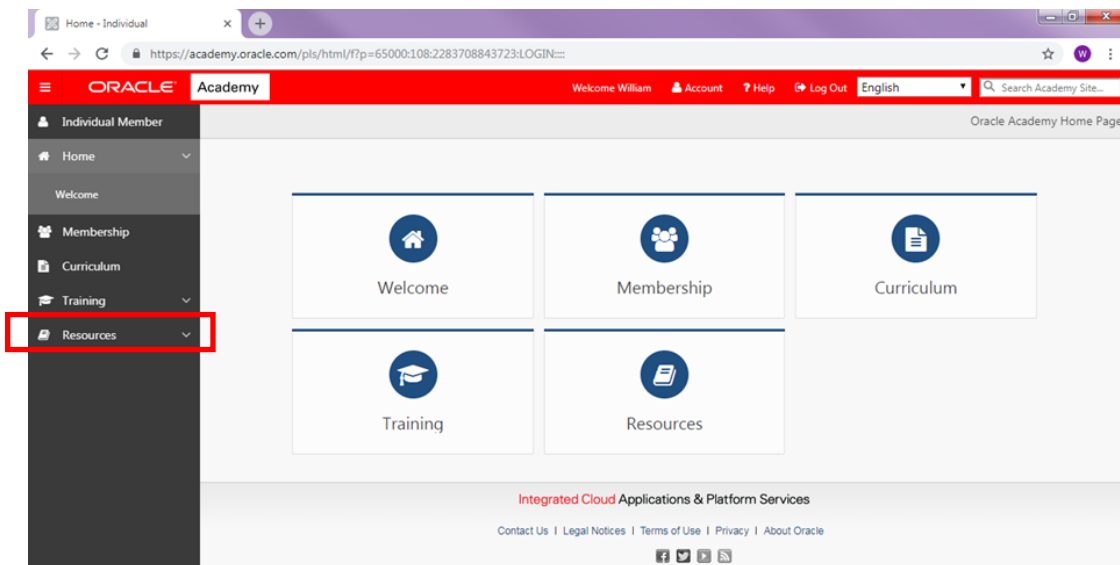 Home - Individual
https://academy.oracle.com/pls/html/f?p=65000:108:2283708843723:LOGIN::::
W
ORACLE Academy Welcome William Account ? Help Log Out English Search Academy Site...
Individual Member
Oracle Academy Home Page
Home
Welcome
Membership
Curriculum
Training
Resources
Welcome
Membership
Curriculum
Training
Resources
Integrated Cloud Applications & Platform Services
Contact Us | Legal Notices | Terms of Use | Privacy | About Oracle